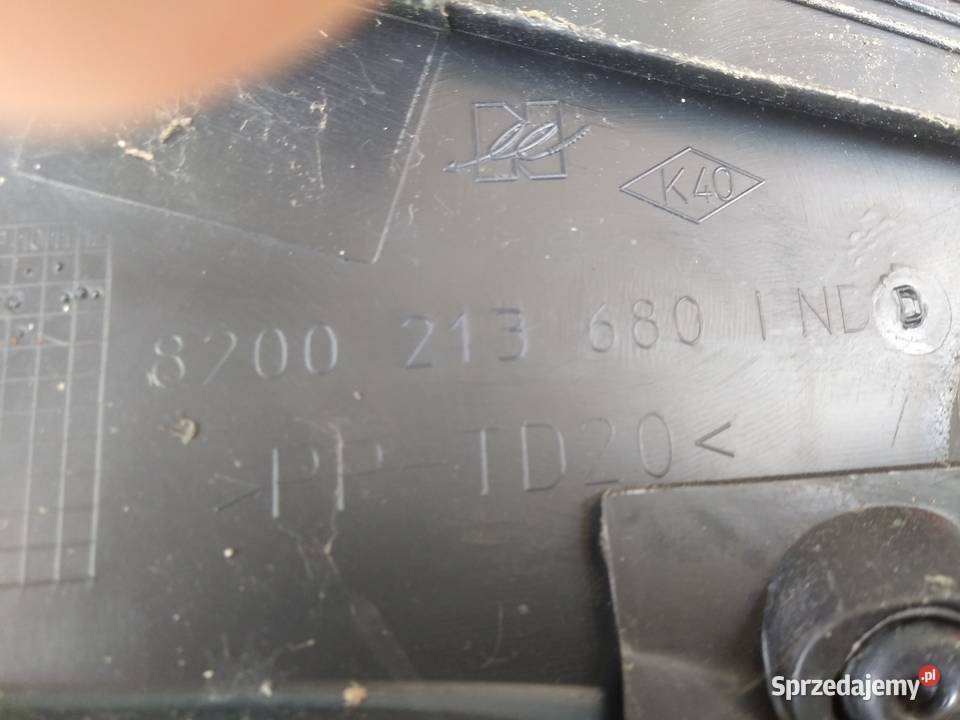 K40
8200 213 680 IND D
>PP-TD20<
Sprzedajemy.pl